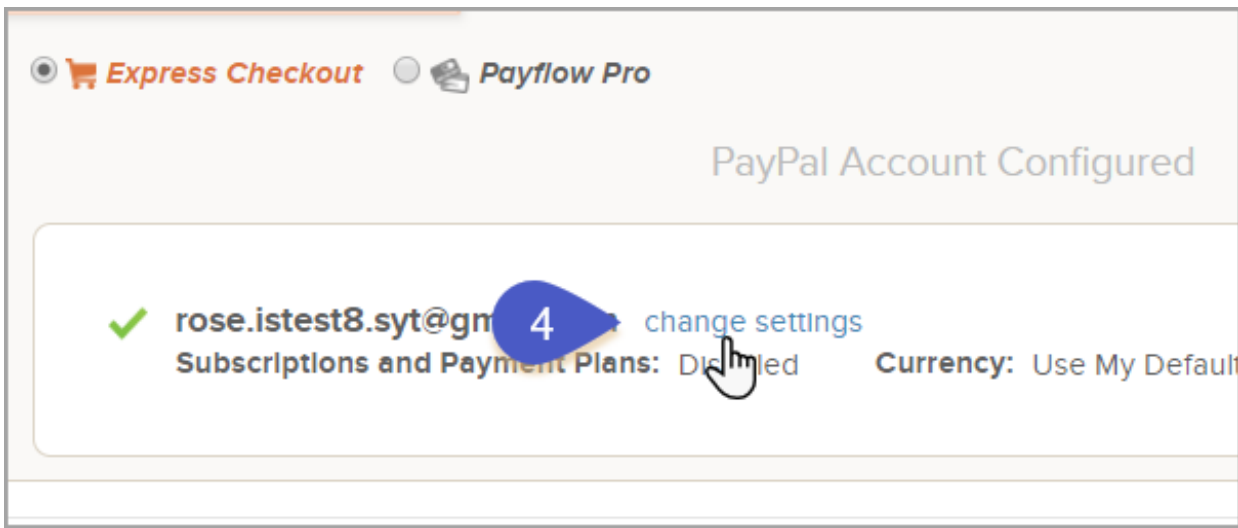 Express Checkout Payflow Pro
PayPal Account Configured
rose.istest8.syt@gm 4 change settings
Subscriptions and Payment Plans: Currency: Use My Default